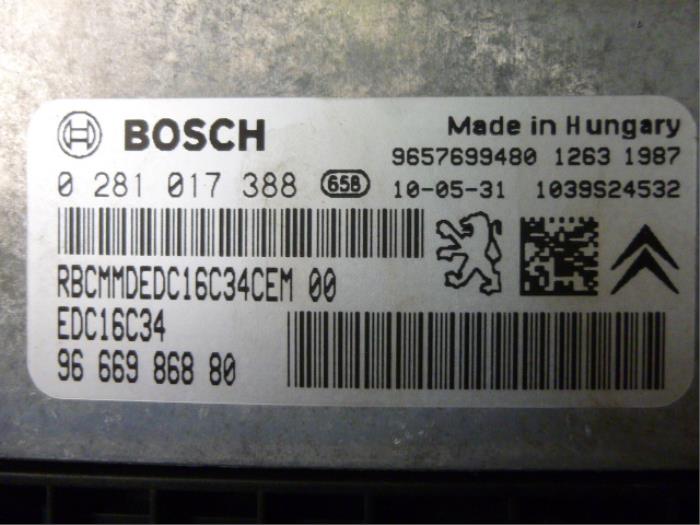 BOSCH
Made in Hungary
9657699480 1263 1987
0 281 017 388 658
10-05-31 1039S24532
RBCMMDEDC16C34CEM 00
EDC16C34
96 669 868 80